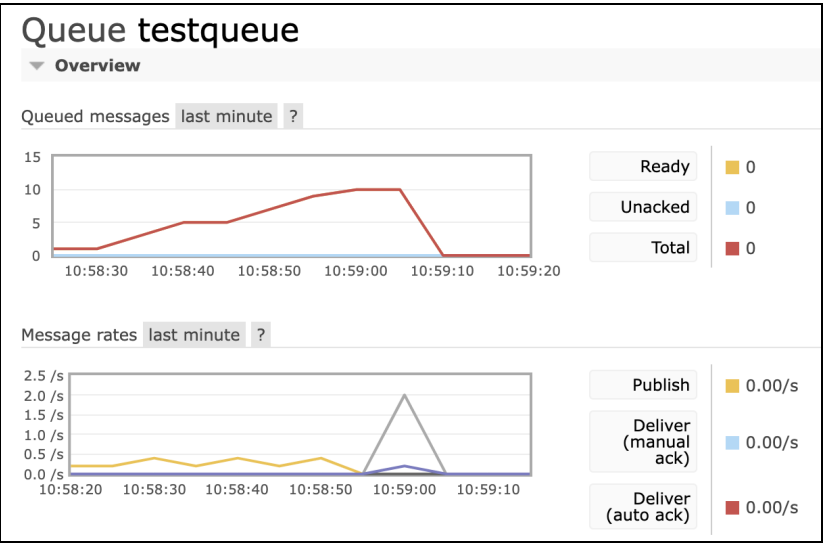 Queue testqueue
Overview
Queued messages last minute ?
15
10
5
0
10:58:30 10:58:40 10:58:50 10:59:00 10:59:10 10:59:20
Ready 0
Unacked 0
Total 0
Message rates last minute ?
2.5 /s
2.0 /s
1.5 /s
1.0 /s
0.5 /s
0.0 /s
10:58:20 10:58:30 10:58:40 10:58:50 10:59:00 10:59:10
Publish 0.00/s
Deliver
(manual 0.00/s
ack)
Deliver
(auto ack) 0.00/s